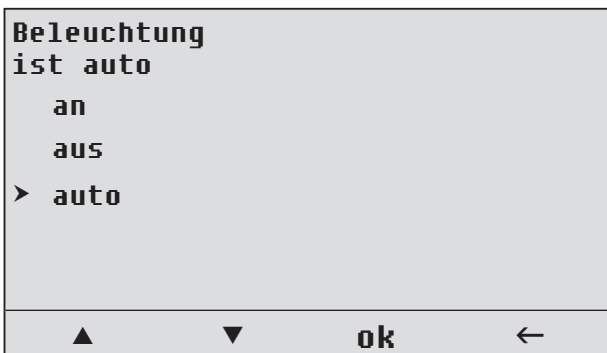 Beleuchtung
ist auto
an
aus
➤ auto
▲ ▼ ok ←